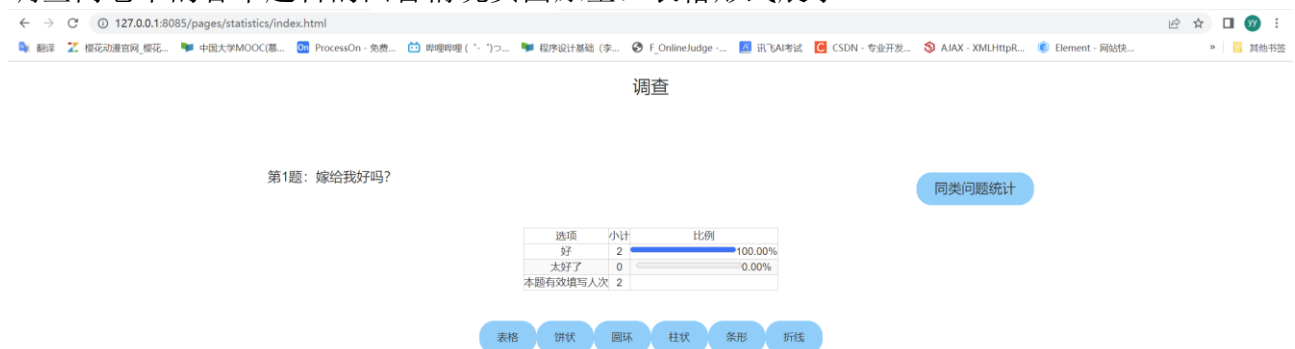 127.0.0.1:8085/pages/statistics/index.html
翻译 樱花动漫官网_樱花... 中国大学MOOC(慕... ProcessOn - 免费... 哔哩哔哩 ( ゜- ゜)つ... 程序设计基础 (李... F_OnlineJudge -... 讯飞AI考试 CSDN - 专业开发... AJAX - XMLHttpR... Element - 网站快... » 其他书签
调查
第1题：嫁给我好吗？
同类问题统计
选项 小计 比例
好 2 100.00%
太好了 0 0.00%
本题有效填写人次 2
表格 饼状 圆环 柱状 条形 折线